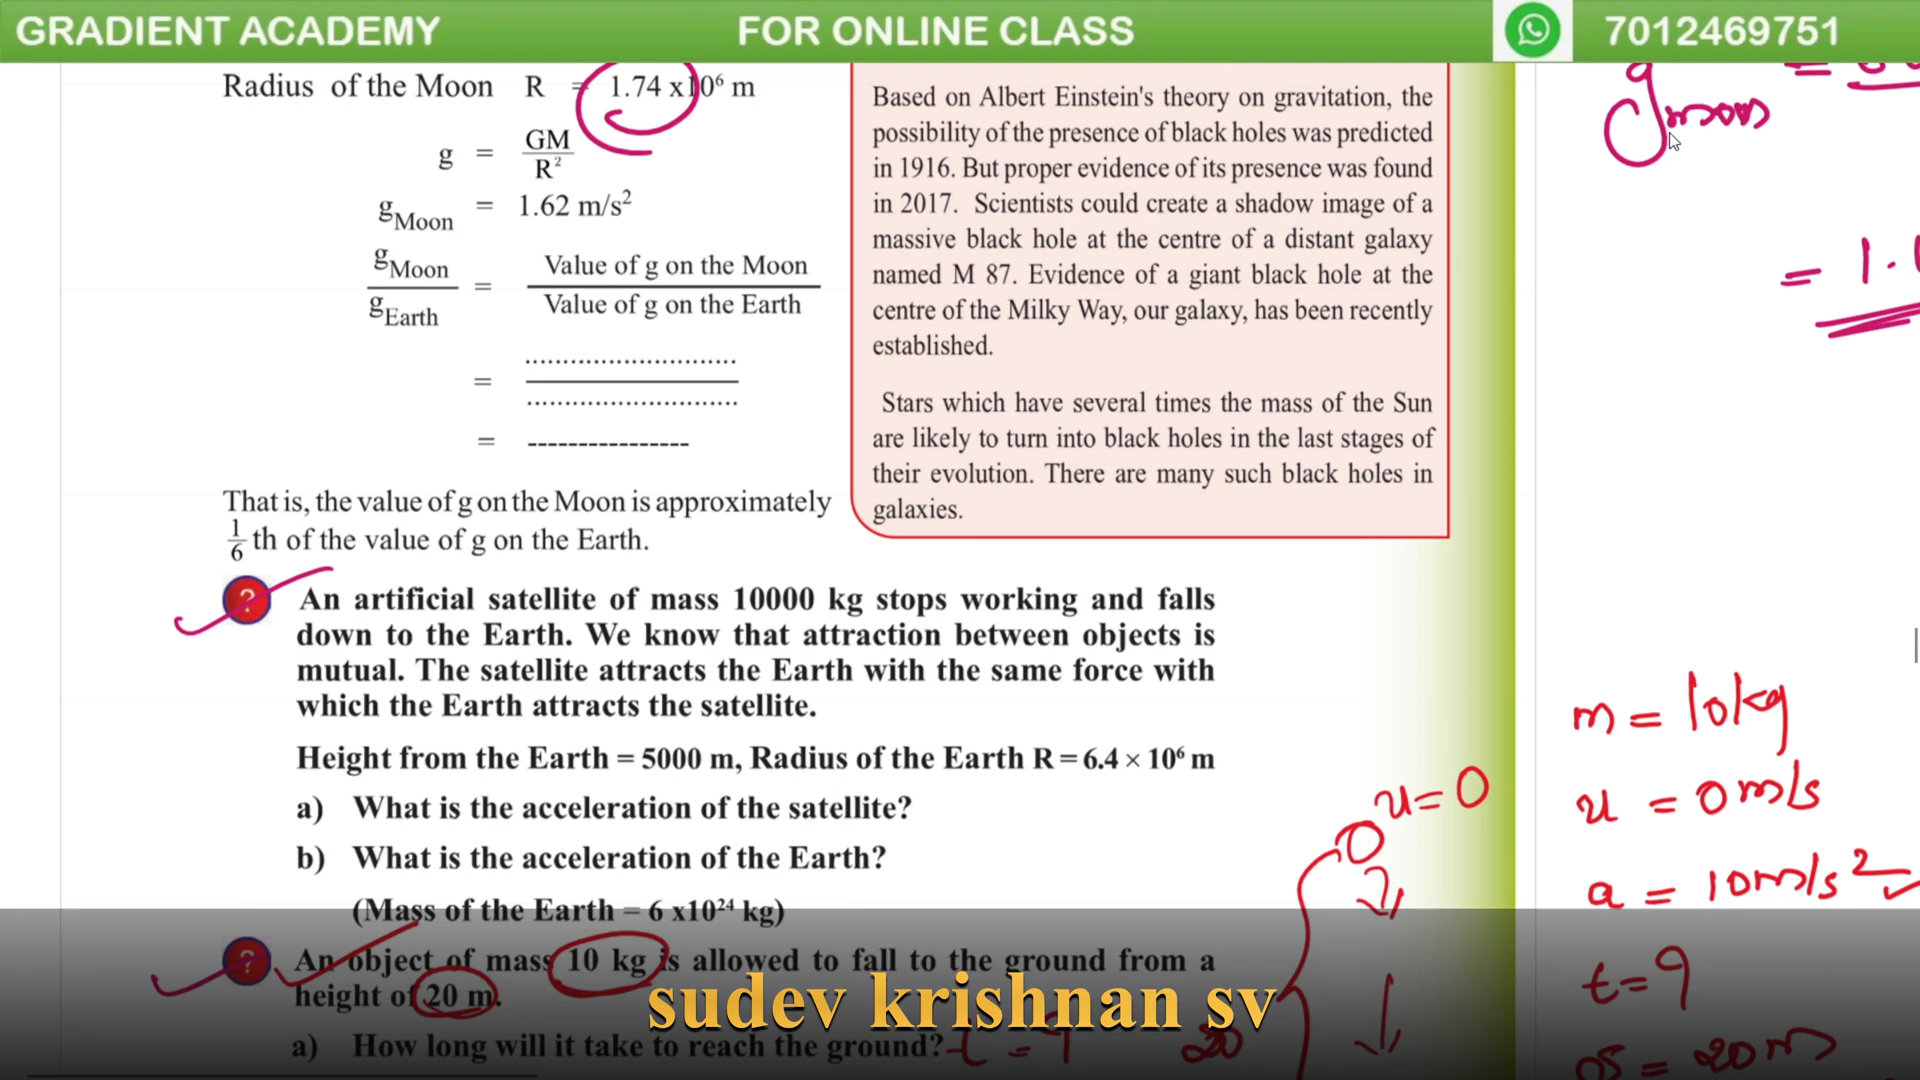 GRADIENT ACADEMY FOR ONLINE CLASS 7012469751
Radius of the Moon R = 1.74 x10⁶ m
g = GM
R²
gMoon = 1.62 m/s²
gMoon = Value of g on the Moon
gEarth Value of g on the Earth
= ...........................
...........................
= ----------------
That is, the value of g on the Moon is approximately
1/6 th of the value of g on the Earth.
Based on Albert Einstein's theory on gravitation, the
possibility of the presence of black holes was predicted
in 1916. But proper evidence of its presence was found
in 2017. Scientists could create a shadow image of a
massive black hole at the centre of a distant galaxy
named M 87. Evidence of a giant black hole at the
centre of the Milky Way, our galaxy, has been recently
established.
Stars which have several times the mass of the Sun
are likely to turn into black holes in the last stages of
their evolution. There are many such black holes in
galaxies.
gmoon =
= 1.
? An artificial satellite of mass 10000 kg stops working and falls
down to the Earth. We know that attraction between objects is
mutual. The satellite attracts the Earth with the same force with
which the Earth attracts the satellite.
Height from the Earth = 5000 m, Radius of the Earth R = 6.4 × 10⁶ m
a) What is the acceleration of the satellite?
b) What is the acceleration of the Earth?
(Mass of the Earth = 6 x10²⁴ kg)
? An object of mass 10 kg is allowed to fall to the ground from a
height of 20 m.
a) How long will it take to reach the ground? t = ?
u=0
20
m = 10kg
u = 0 m/s
a = 10m/s²
t = ?
s = 20m
sudev krishnan sv